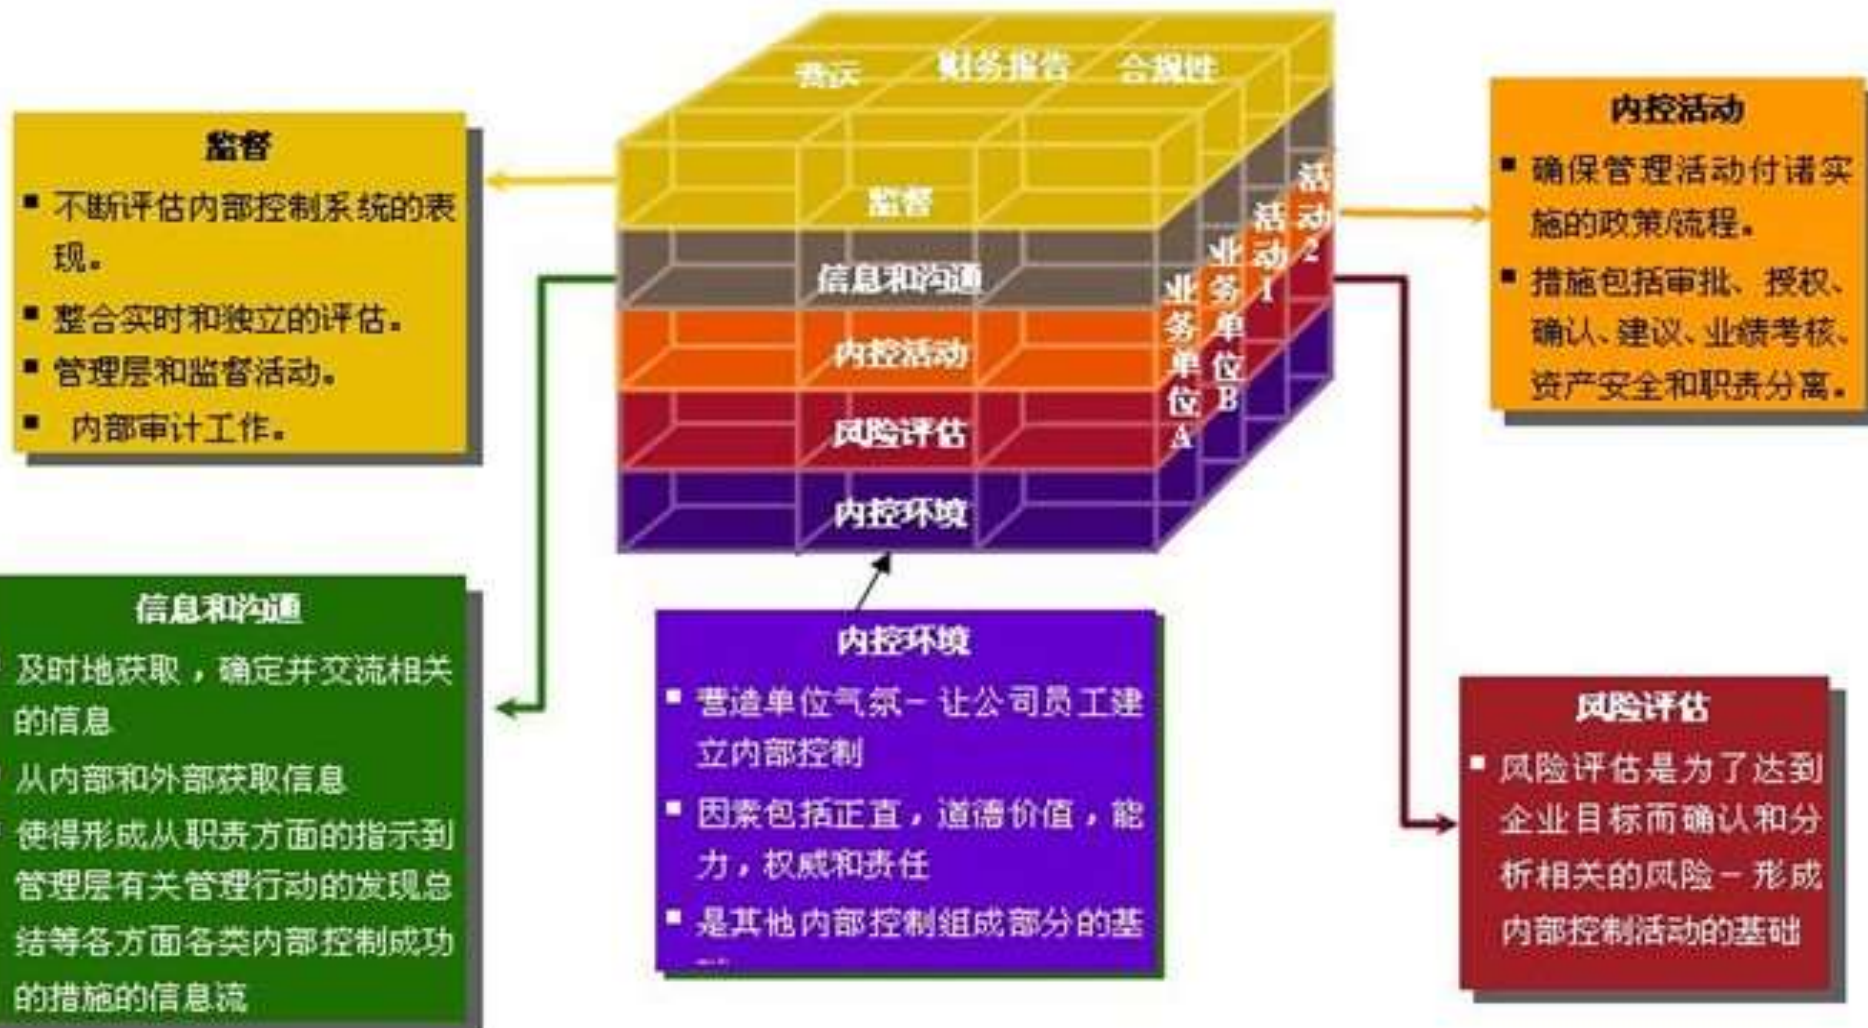 营运 财务报告 合规性
监督
信息和沟通
内控活动
风险评估
内控环境
业务单位A
业务单位B
活动1
活动2
监督
▪ 不断评估内部控制系统的表
现。
▪ 整合实时和独立的评估。
▪ 管理层和监督活动。
▪ 内部审计工作。
内控活动
▪ 确保管理活动付诸实
施的政策/流程。
▪ 措施包括审批、授权、
确认、建议、业绩考核、
资产安全和职责分离。
信息和沟通
及时地获取，确定并交流相关
的信息
从内部和外部获取信息
使得形成从职责方面的指示到
管理层有关管理行动的发现总
结等各方面各类内部控制成功
的措施的信息流
内控环境
▪ 营造单位气氛－让公司员工建
立内部控制
▪ 因素包括正直，道德价值，能
力，权威和责任
▪ 是其他内部控制组成部分的基
风险评估
▪ 风险评估是为了达到
企业目标而确认和分
析相关的风险－形成
内部控制活动的基础